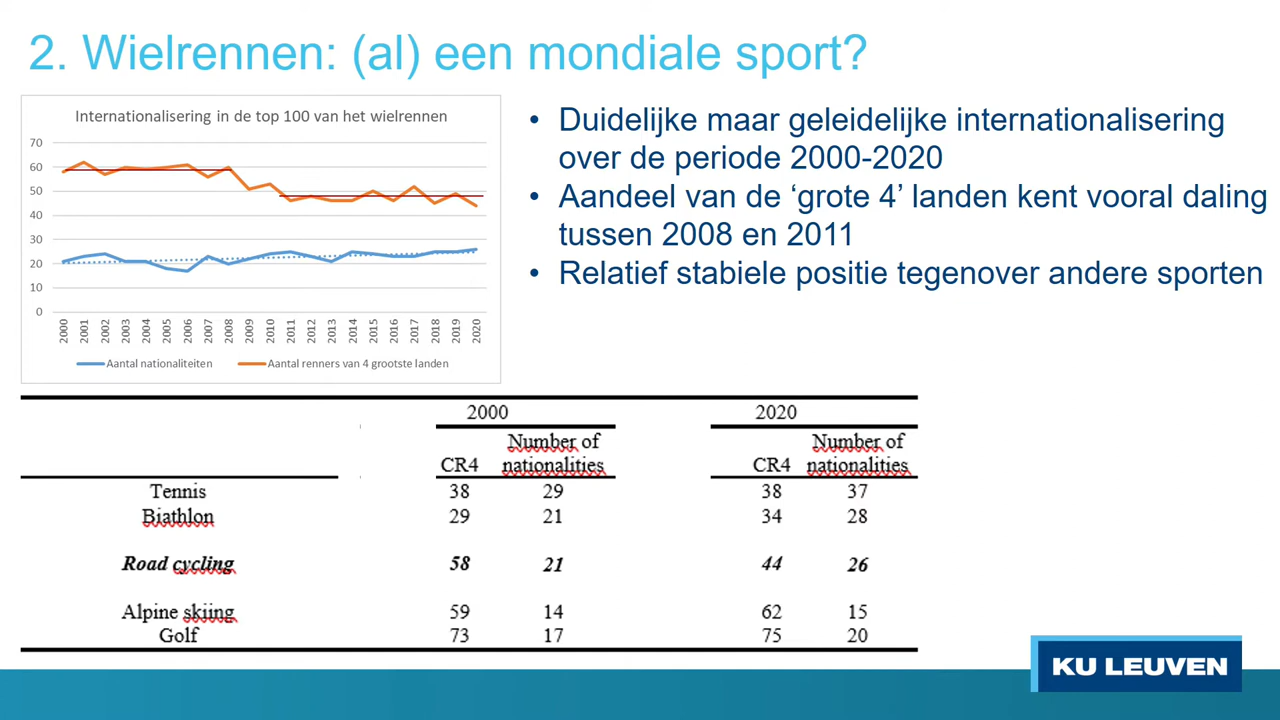 2. Wielrennen: (al) een mondiale sport?
Internationalisering in de top 100 van het wielrennen
70
60
50
40
30
20
10
0
2000 2001 2002 2003 2004 2005 2006 2007 2008 2009 2010 2011 2012 2013 2014 2015 2016 2017 2018 2019 2020
Aantal nationaliteiten Aantal renners van 4 grootste landen
• Duidelijke maar geleidelijke internationalisering
over de periode 2000-2020
• Aandeel van de ‘grote 4’ landen kent vooral daling
tussen 2008 en 2011
• Relatief stabiele positie tegenover andere sporten
2000 2020
Number of Number of
CR4 nationalities CR4 nationalities
Tennis 38 29 38 37
Biathlon 29 21 34 28
Road cycling 58 21 44 26
Alpine skiing 59 14 62 15
Golf 73 17 75 20
KU LEUVEN